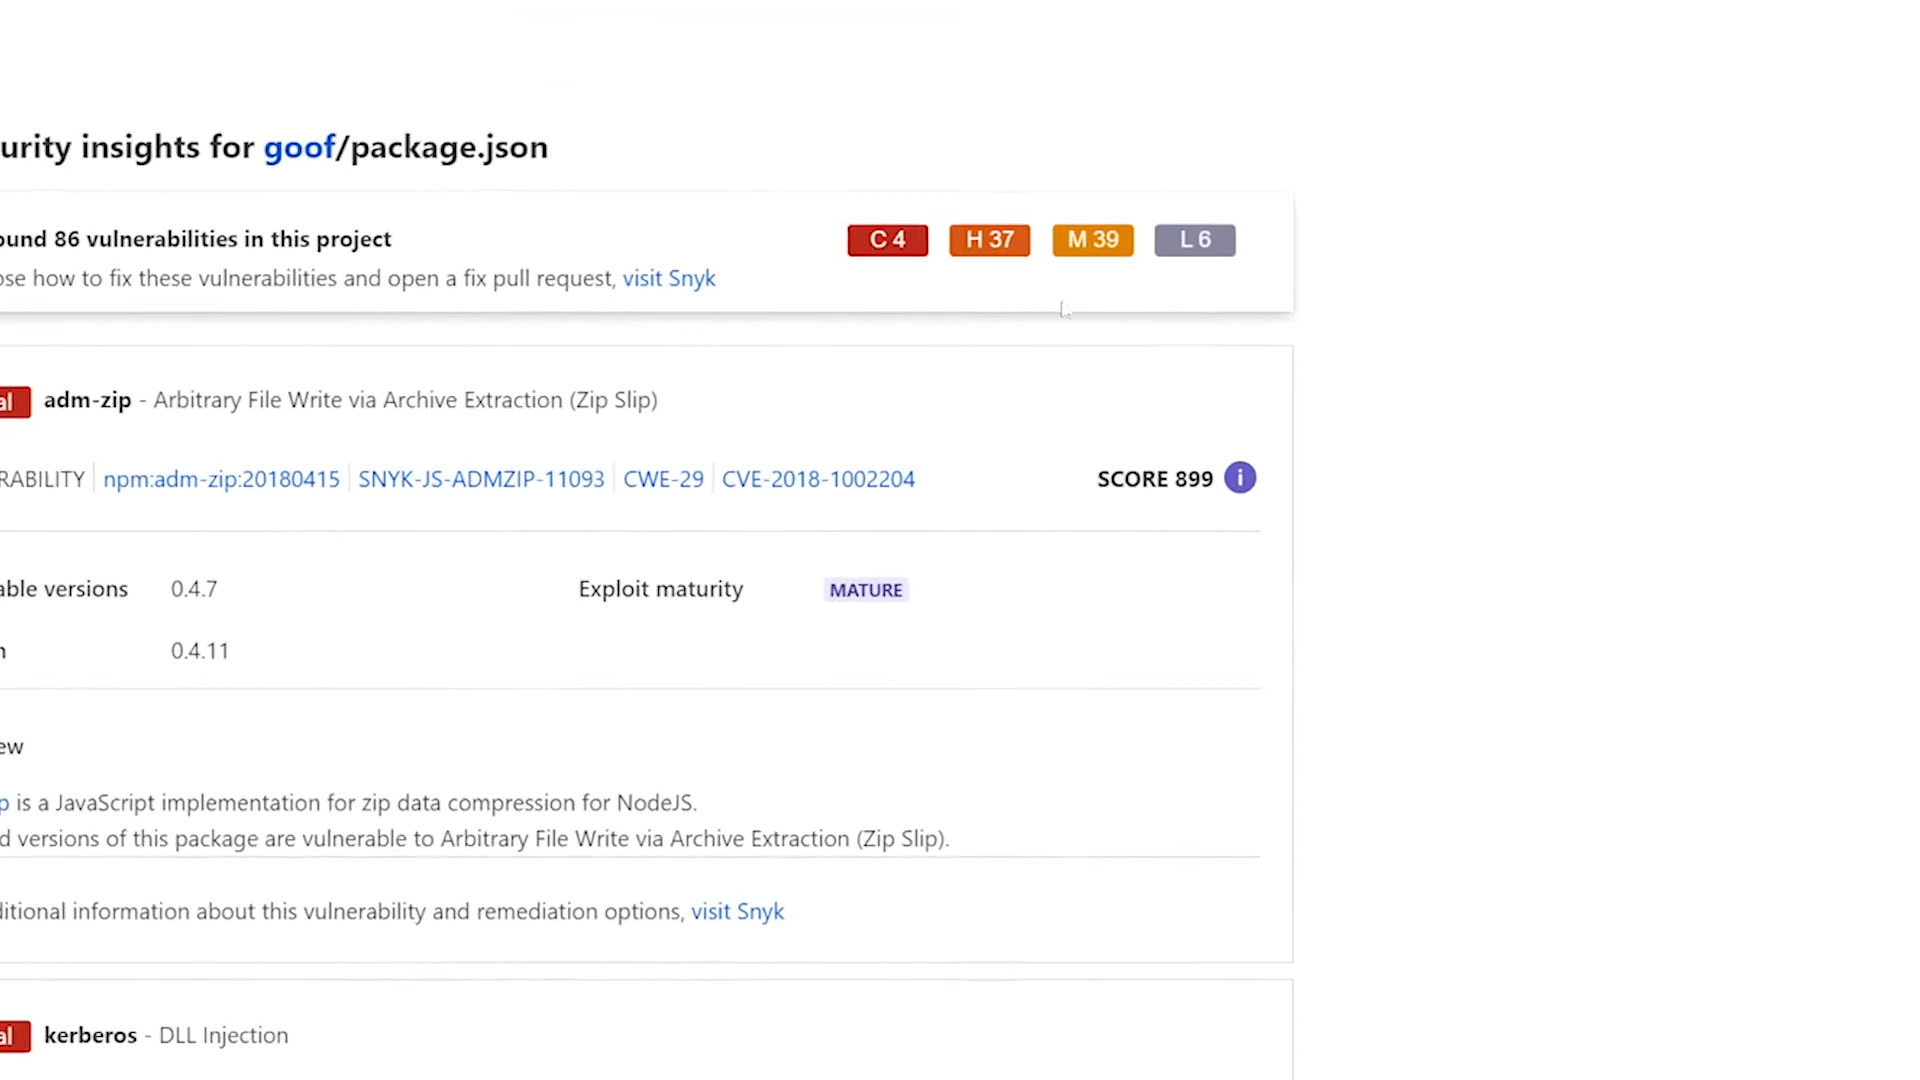 urity insights for goof/package.json
ound 86 vulnerabilities in this project
C 4 H 37 M 39 L 6
ose how to fix these vulnerabilities and open a fix pull request, visit Snyk
al adm-zip - Arbitrary File Write via Archive Extraction (Zip Slip)
RABILITY npm:adm-zip:20180415 SNYK-JS-ADMZIP-11093 CWE-29 CVE-2018-1002204 SCORE 899 i
able versions 0.4.7 Exploit maturity MATURE
n 0.4.11
ew
p is a JavaScript implementation for zip data compression for NodeJS.
d versions of this package are vulnerable to Arbitrary File Write via Archive Extraction (Zip Slip).
ditional information about this vulnerability and remediation options, visit Snyk
al kerberos - DLL Injection